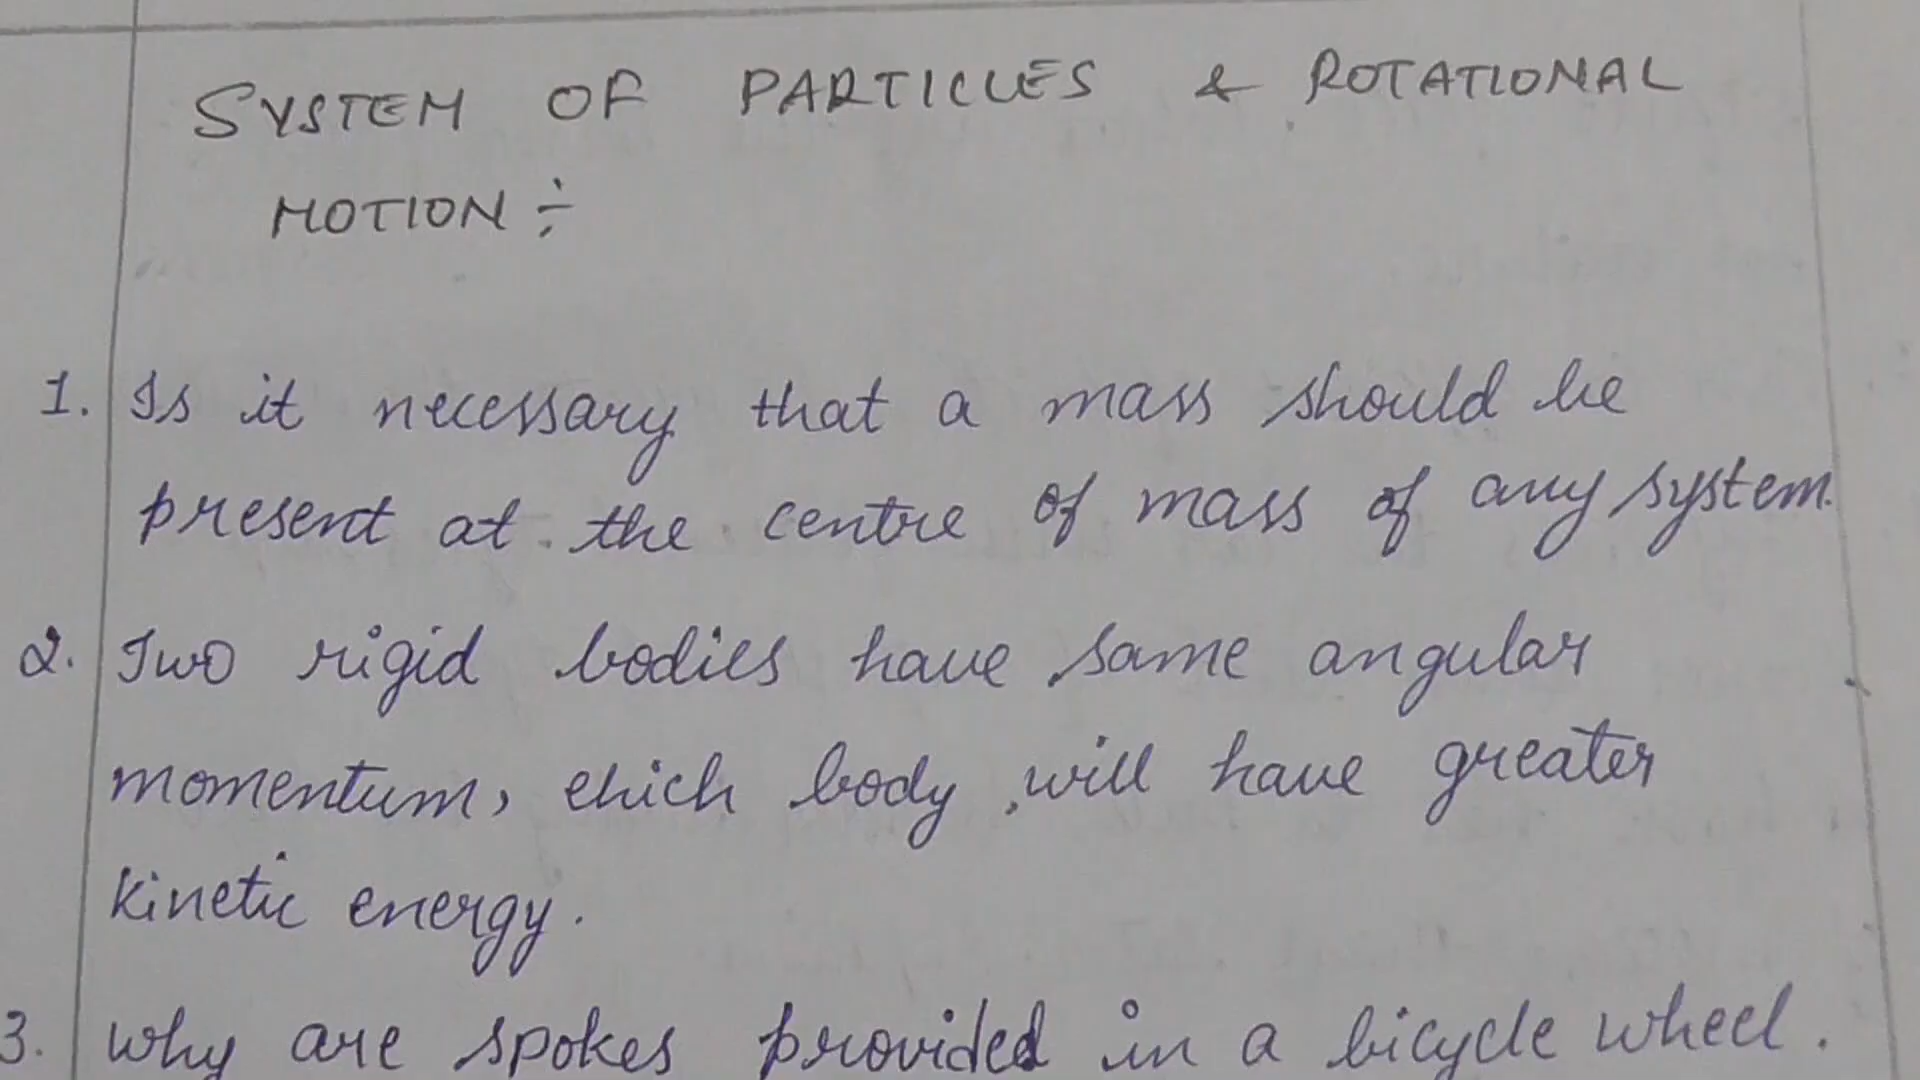 SYSTEM OF PARTICLES & ROTATIONAL
MOTION ÷
1. Is it necessary that a mass should be
present at the centre of mass of any system.
2. Two rigid bodies have same angular
momentum, which body will have greater
kinetic energy.
3. why are spokes provided in a bicycle wheel.